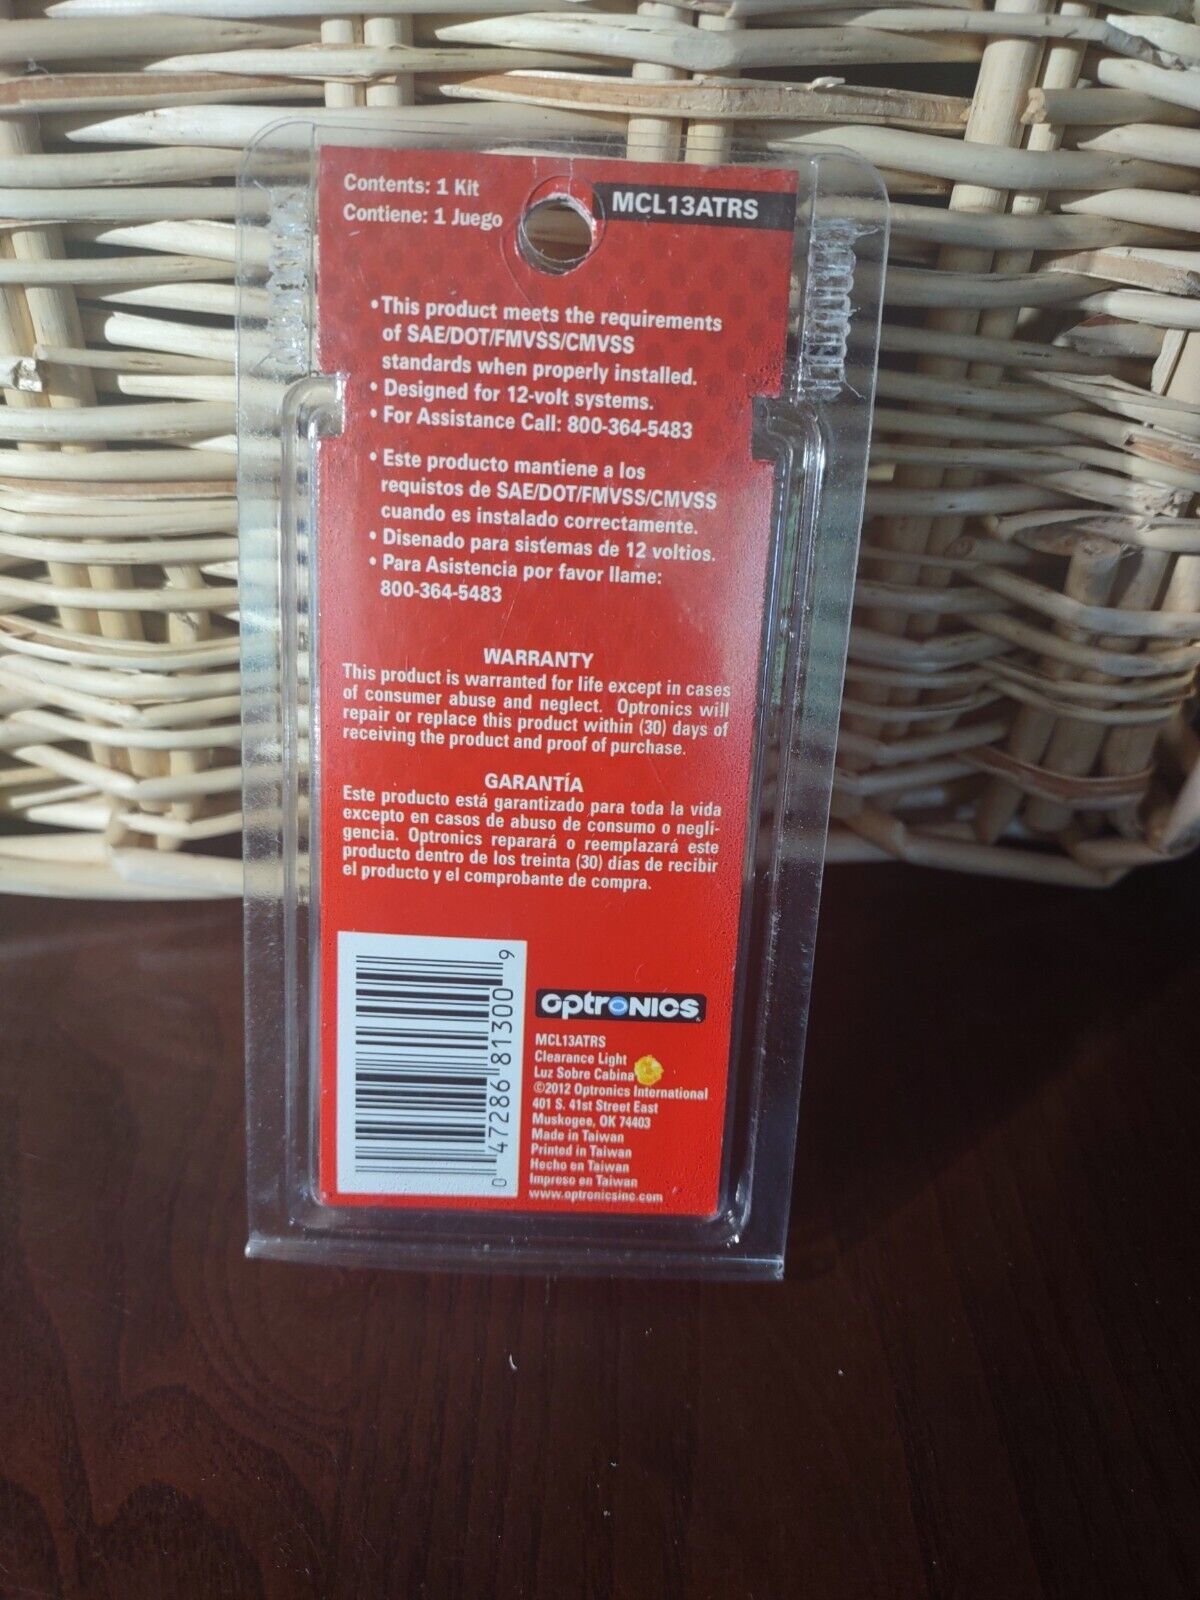 Contents: 1 Kit
Contiene: 1 Juego
MCL13ATRS
• This product meets the requirements
of SAE/DOT/FMVSS/CMVSS
standards when properly installed.
• Designed for 12-volt systems.
• For Assistance Call: 800-364-5483
• Este producto mantiene a los
requistos de SAE/DOT/FMVSS/CMVSS
cuando es instalado correctamente.
• Disenado para sistemas de 12 voltios.
• Para Asistencia por favor llame:
800-364-5483
WARRANTY
This product is warranted for life except in cases
of consumer abuse and neglect. Optronics will
repair or replace this product within (30) days of
receiving the product and proof of purchase.
GARANTÍA
Este producto está garantizado para toda la vida
excepto en casos de abuso de consumo o negli-
gencia. Optronics reparará o reemplazará este
producto dentro de los treinta (30) días de recibir
el producto y el comprobante de compra.
0 47286 81300 9
optronics
MCL13ATRS
Clearance Light
Luz Sobre Cabina
©2012 Optronics International
401 S. 41st Street East
Muskogee, OK 74403
Made in Taiwan
Printed in Taiwan
Hecho en Taiwan
Impreso en Taiwan
www.optronicsinc.com